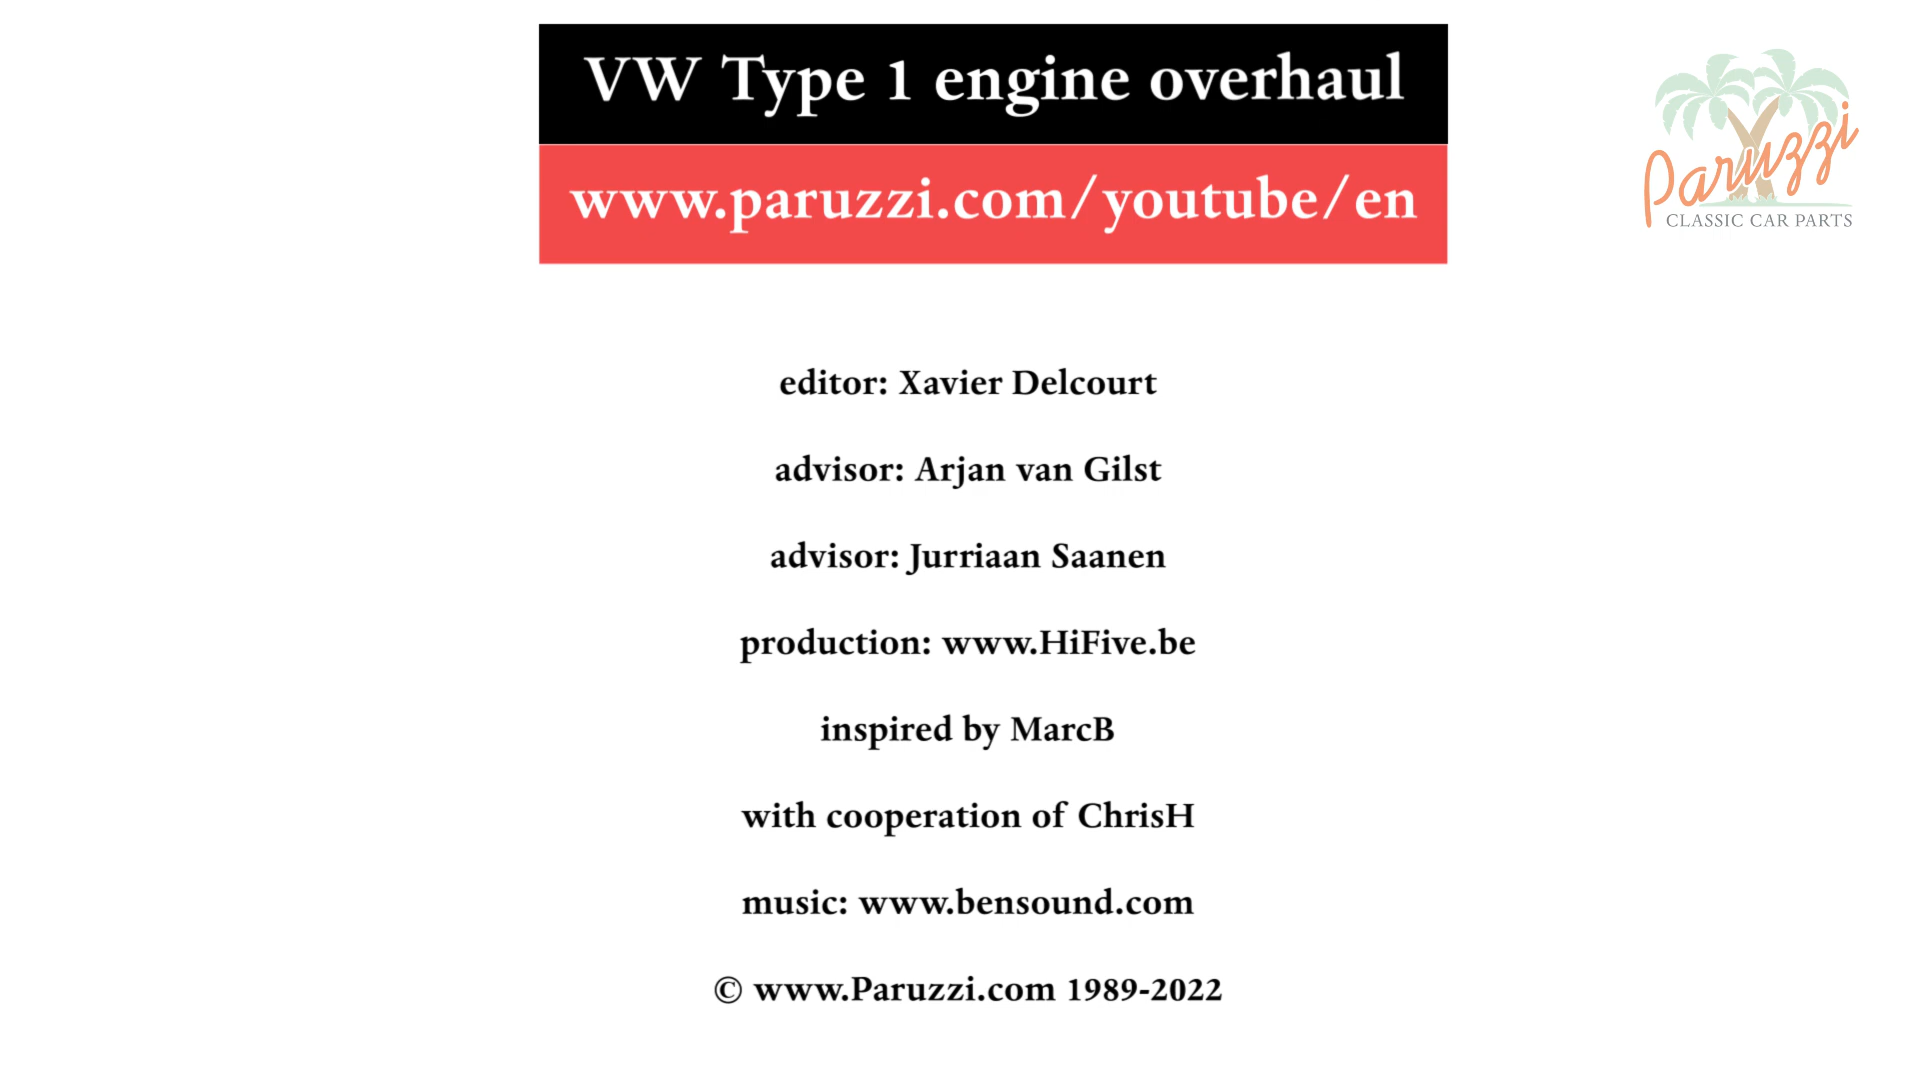 VW Type 1 engine overhaul
www.paruzzi.com/youtube/en
Paruzzi
CLASSIC CAR PARTS
editor: Xavier Delcourt
advisor: Arjan van Gilst
advisor: Jurriaan Saanen
production: www.HiFive.be
inspired by MarcB
with cooperation of ChrisH
music: www.bensound.com
© www.Paruzzi.com 1989-2022